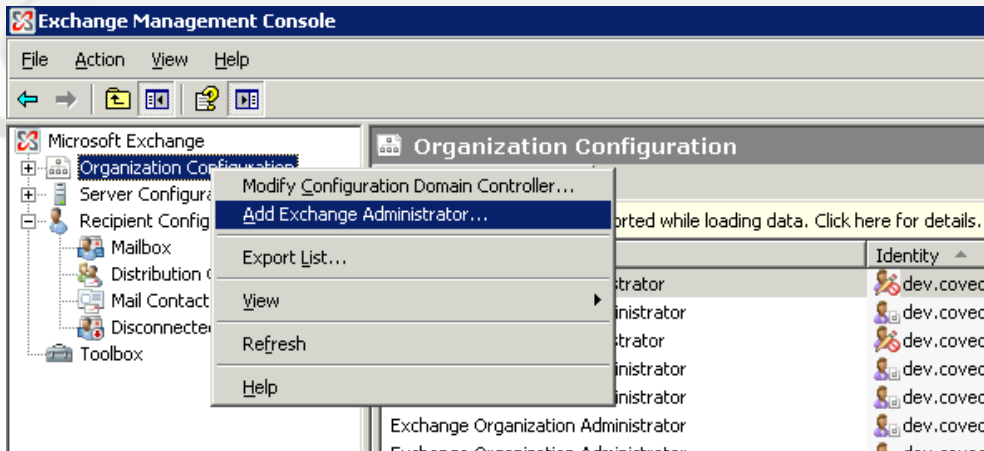 Exchange Management Console
File Action View Help
Microsoft Exchange
Organization Configuration
Server Configura
Recipient Config
Mailbox
Distribution
Mail Contact
Disconnecte
Toolbox
Modify Configuration Domain Controller...
Add Exchange Administrator...
Export List...
View
Refresh
Help
Organization Configuration
orted while loading data. Click here for details.
Identity
strator dev.coved
inistrator dev.coved
strator dev.coved
inistrator dev.coved
inistrator dev.coved
Exchange Organization Administrator dev.coved
Exchange Organization Administrator